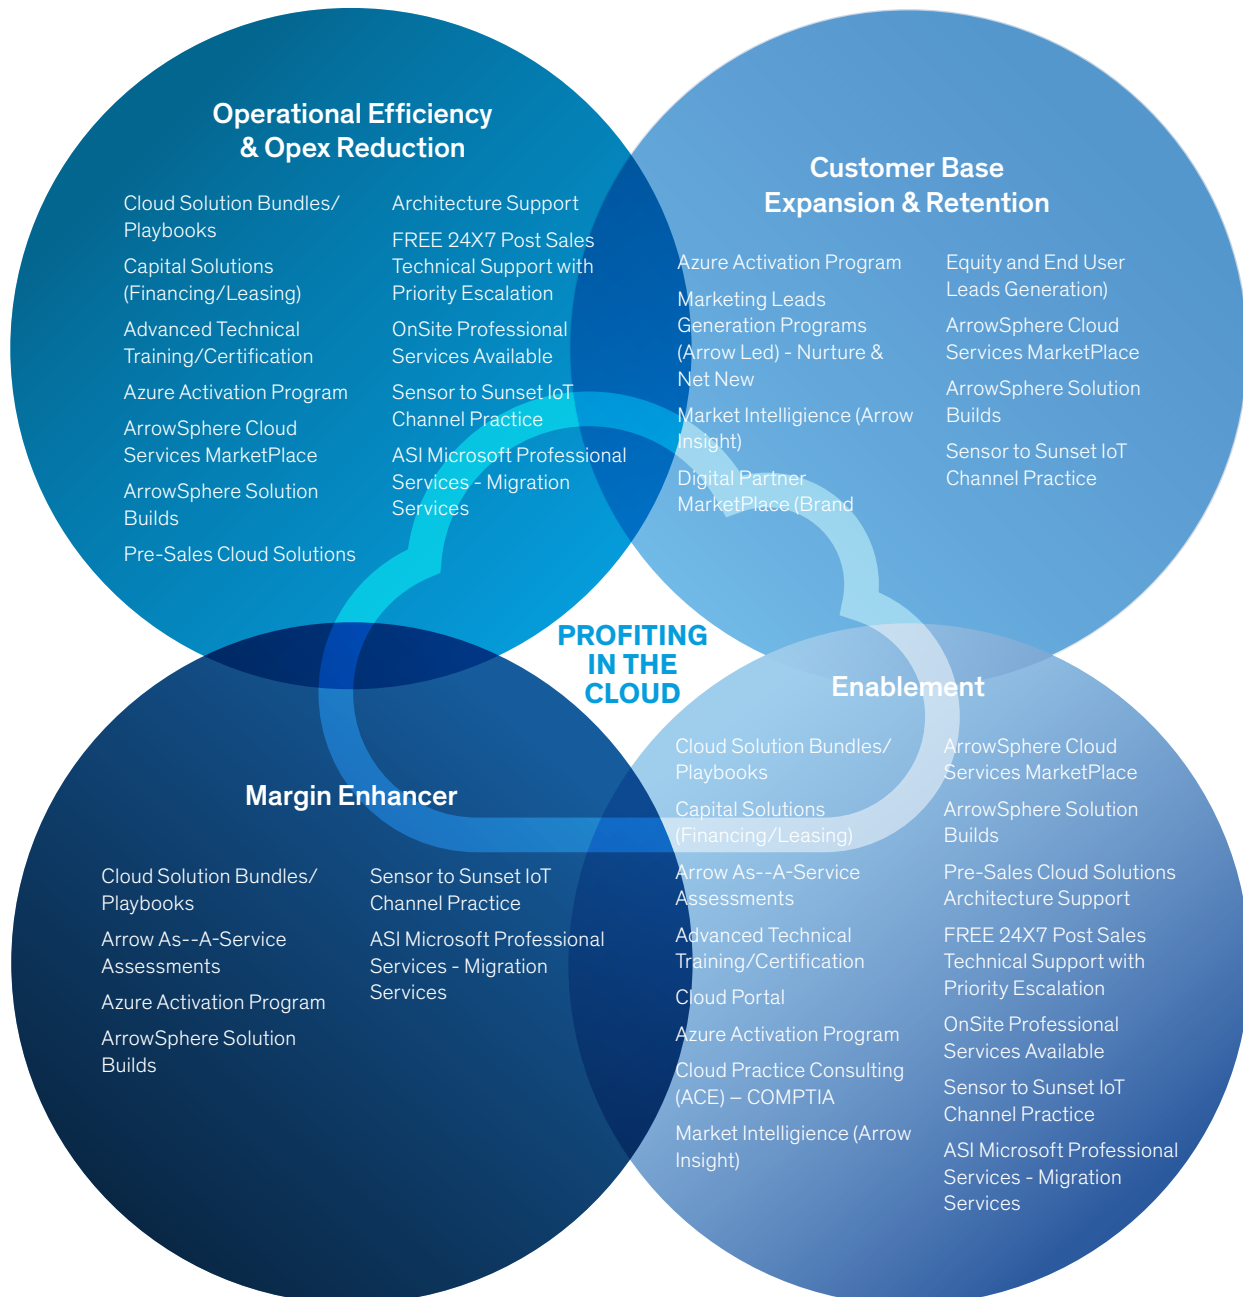 Operational Efficiency
& Opex Reduction
Cloud Solution Bundles/
Playbooks
Capital Solutions
(Financing/Leasing)
Advanced Technical
Training/Certification
Azure Activation Program
ArrowSphere Cloud
Services MarketPlace
ArrowSphere Solution
Builds
Pre-Sales Cloud Solutions
Architecture Support
FREE 24X7 Post Sales
Technical Support with
Priority Escalation
OnSite Professional
Services Available
Sensor to Sunset IoT
Channel Practice
ASI Microsoft Professional
Services - Migration
Services
Customer Base
Expansion & Retention
Azure Activation Program
Marketing Leads
Generation Programs
(Arrow Led) - Nurture &
Net New
Market Intelligience (Arrow
Insight)
Digital Partner
MarketPlace (Brand
Equity and End User
Leads Generation)
ArrowSphere Cloud
Services MarketPlace
ArrowSphere Solution
Builds
Sensor to Sunset IoT
Channel Practice
PROFITING
IN THE
CLOUD
Margin Enhancer
Cloud Solution Bundles/
Playbooks
Arrow As--A-Service
Assessments
Azure Activation Program
ArrowSphere Solution
Builds
Sensor to Sunset IoT
Channel Practice
ASI Microsoft Professional
Services - Migration
Services
Enablement
Cloud Solution Bundles/
Playbooks
Capital Solutions
(Financing/Leasing)
Arrow As--A-Service
Assessments
Advanced Technical
Training/Certification
Cloud Portal
Azure Activation Program
Cloud Practice Consulting
(ACE) – COMPTIA
Market Intelligience (Arrow
Insight)
ArrowSphere Cloud
Services MarketPlace
ArrowSphere Solution
Builds
Pre-Sales Cloud Solutions
Architecture Support
FREE 24X7 Post Sales
Technical Support with
Priority Escalation
OnSite Professional
Services Available
Sensor to Sunset IoT
Channel Practice
ASI Microsoft Professional
Services - Migration
Services